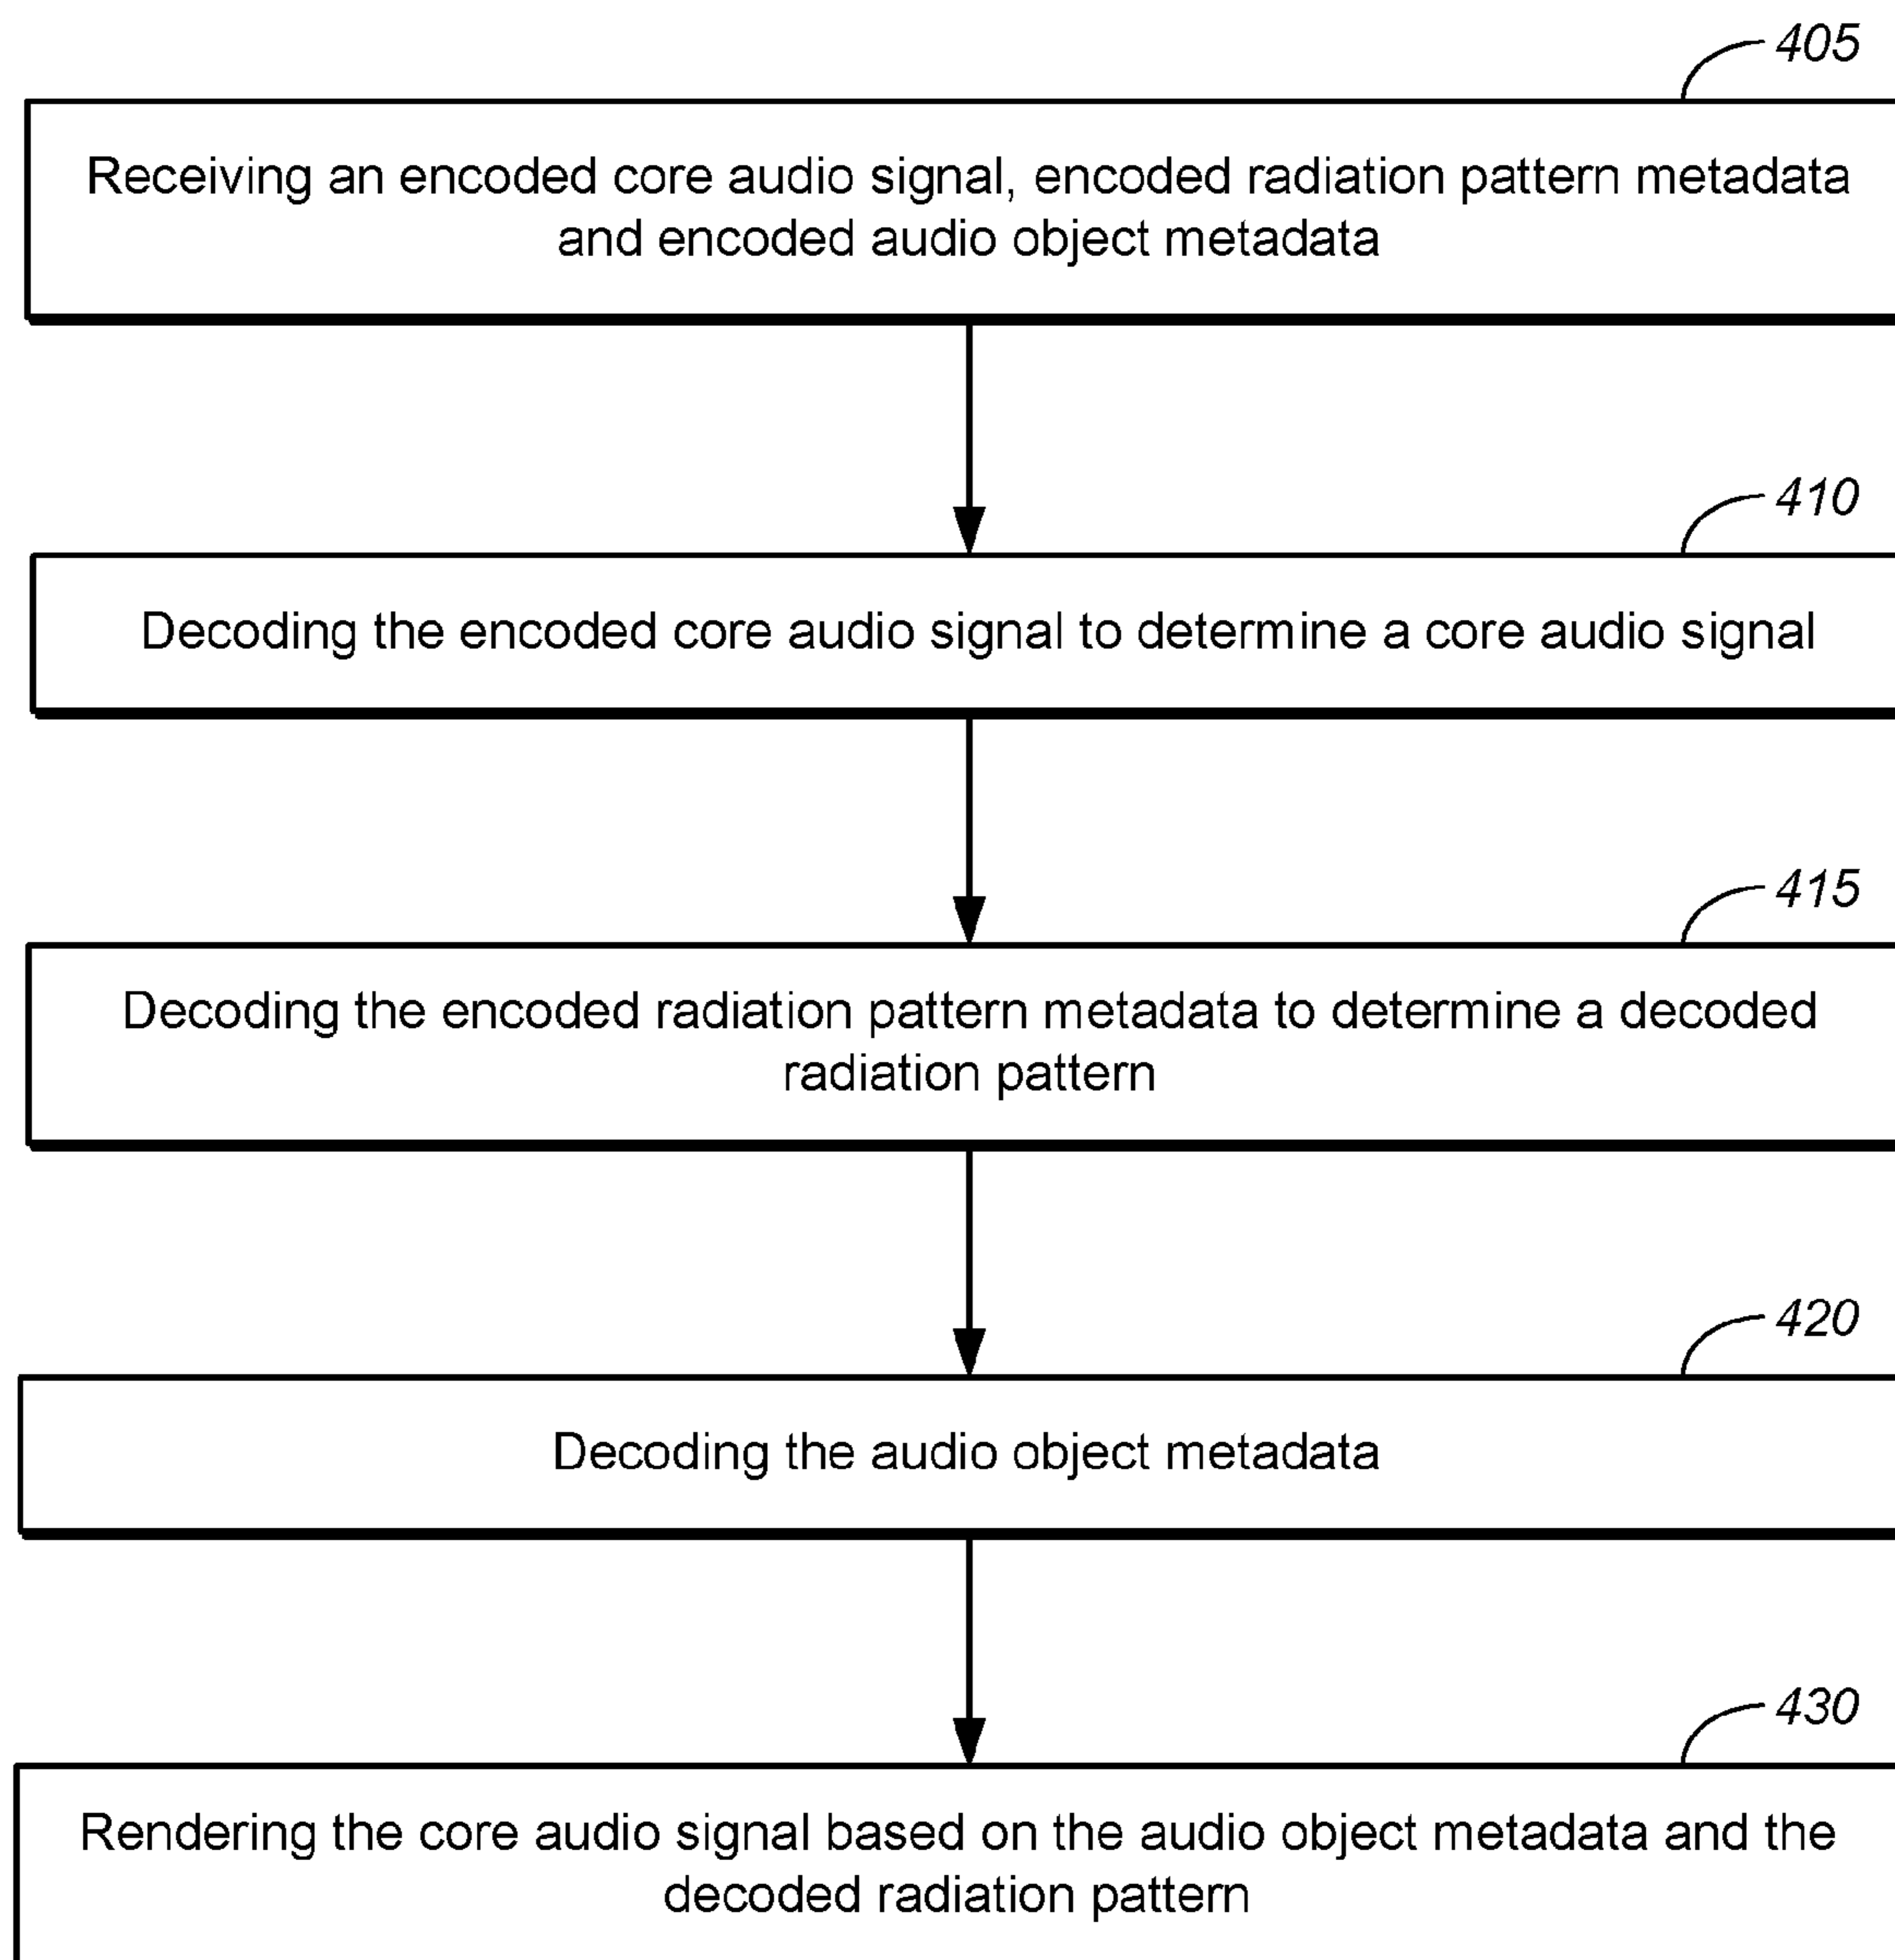 405
Receiving an encoded core audio signal, encoded radiation pattern metadata
and encoded audio object metadata
410
Decoding the encoded core audio signal to determine a core audio signal
415
Decoding the encoded radiation pattern metadata to determine a decoded
radiation pattern
420
Decoding the audio object metadata
430
Rendering the core audio signal based on the audio object metadata and the
decoded radiation pattern